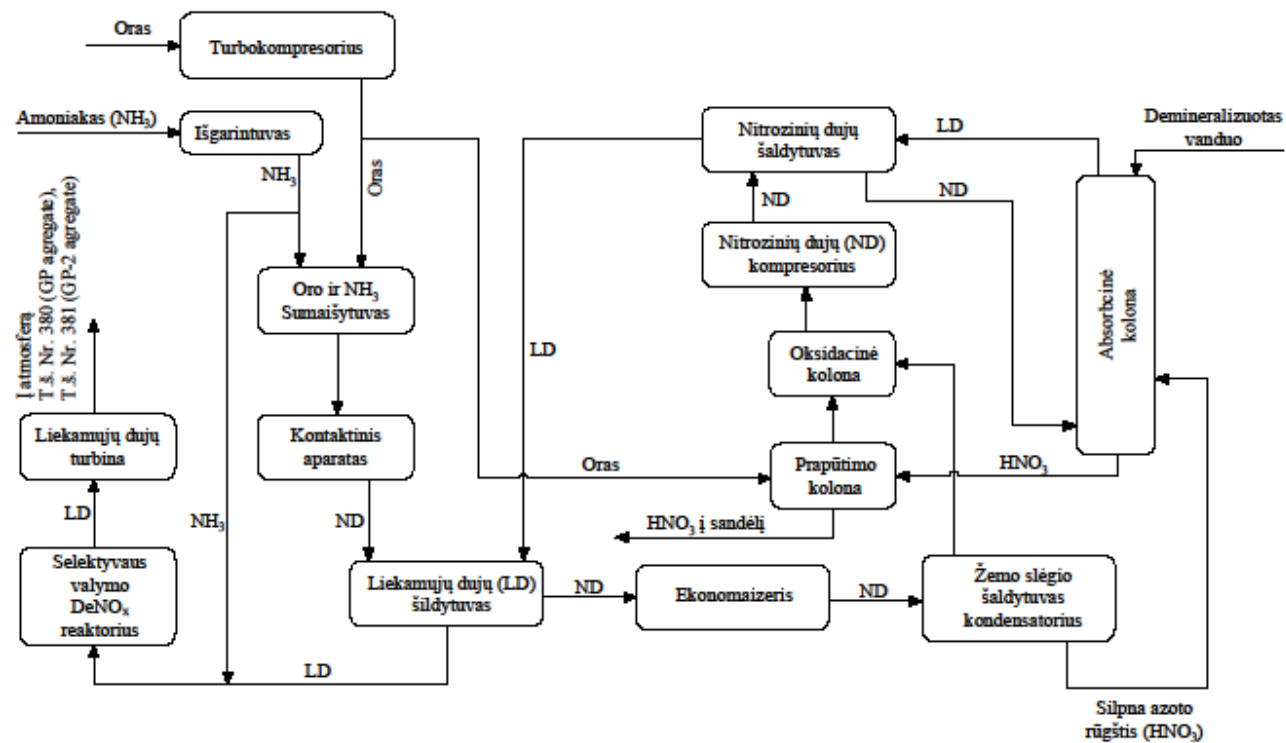 Oras
Turbokompresorius
Amoniakas (NH₃)
Išgarintuvas
NH₃
Oras
Nitrozinių dujų
šaldytuvas
LD
Demineralizuotas
vanduo
ND
ND
Nitrozinių dujų (ND)
kompresorius
Absorbcinė
kolona
Į atmosferą
T.š. Nr. 380 (GP agregate),
T.š. Nr. 381 (GP-2 agregate)
Oro ir NH₃
Sumaišytuvas
LD
Oksidacinė
kolona
Liekamųjų dujų
turbina
Kontaktinis
aparatas
Oras
Prapūtimo
kolona
HNO₃
LD
NH₃
ND
HNO₃ į sandėlį
Selektyvaus
valymo
DeNOₓ
reaktorius
Liekamųjų dujų (LD)
šildytuvas
ND
Ekonomaizeris
ND
Žemo slėgio
šaldytuvas
kondensatorius
LD
Silpna azoto
rūgštis (HNO₃)